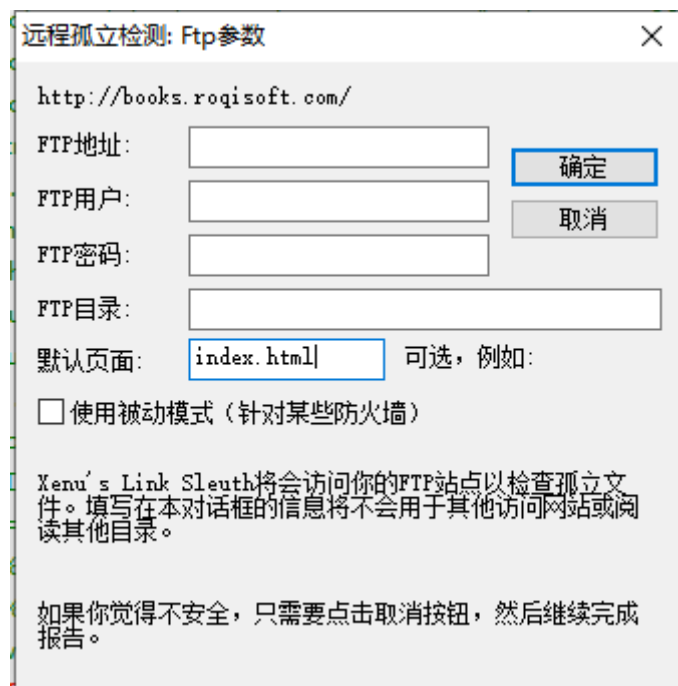 远程孤立检测: Ftp参数
http://books.roqisoft.com/
FTP地址:
确定
FTP用户:
取消
FTP密码:
FTP目录:
默认页面: index.html 可选，例如:
使用被动模式（针对某些防火墙）
Xenu's Link Sleuth将会访问你的FTP站点以检查孤立文
件。填写在本对话框的信息将不会用于其他访问网站或阅
读其他目录。
如果你觉得不安全，只需要点击取消按钮，然后继续完成
报告。